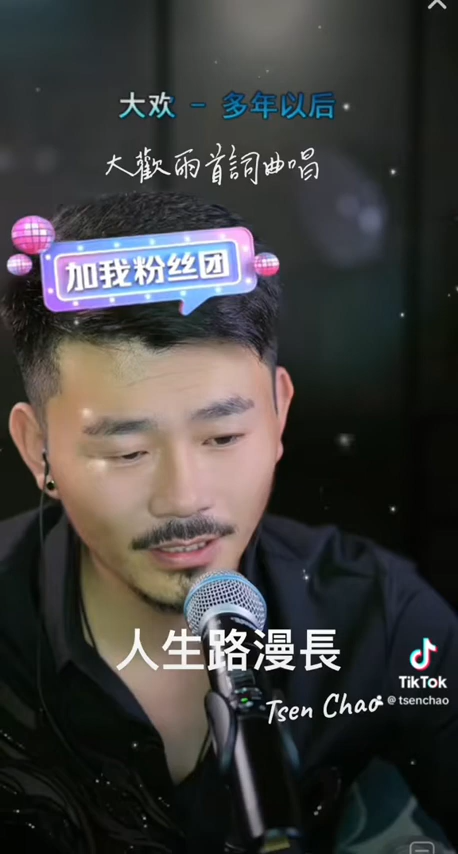 大欢 - 多年以后
大歡兩首詞曲唱
加我粉丝团
人生路漫長
TikTok
Tsen Chao
@tsenchao